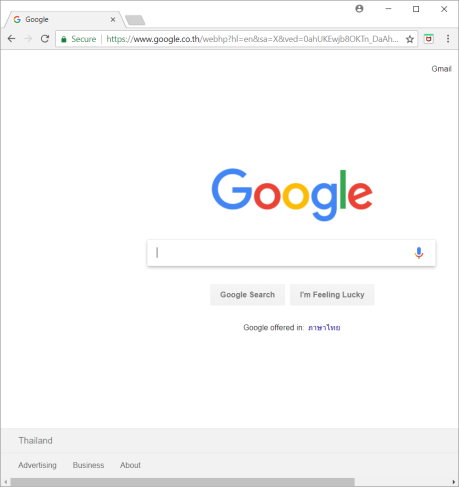 Google
Secure | https://www.google.co.th/webhp?hl=en&sa=X&ved=0ahUKEwjb8OKTn_DaAh...
Gmail
Google
Google Search I'm Feeling Lucky
Google offered in: ภาษาไทย
Thailand
Advertising Business About